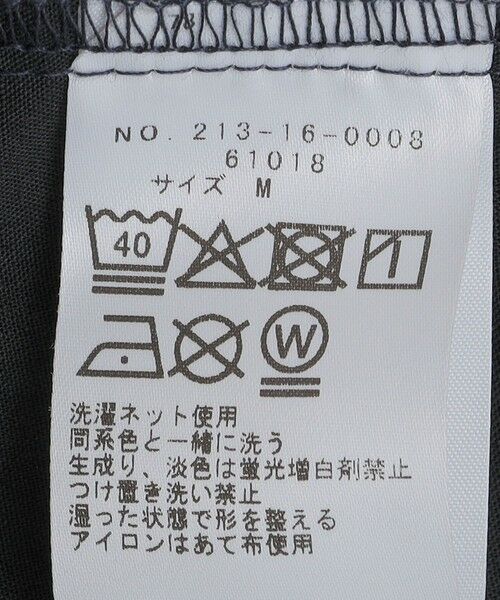 NO. 213-16-0008
61018
サイズ M
40
W
洗濯ネット使用
同系色と一緒に洗う
生成り、淡色は蛍光増白剤禁止
つけ置き洗い禁止
湿った状態で形を整える
アイロンはあて布使用